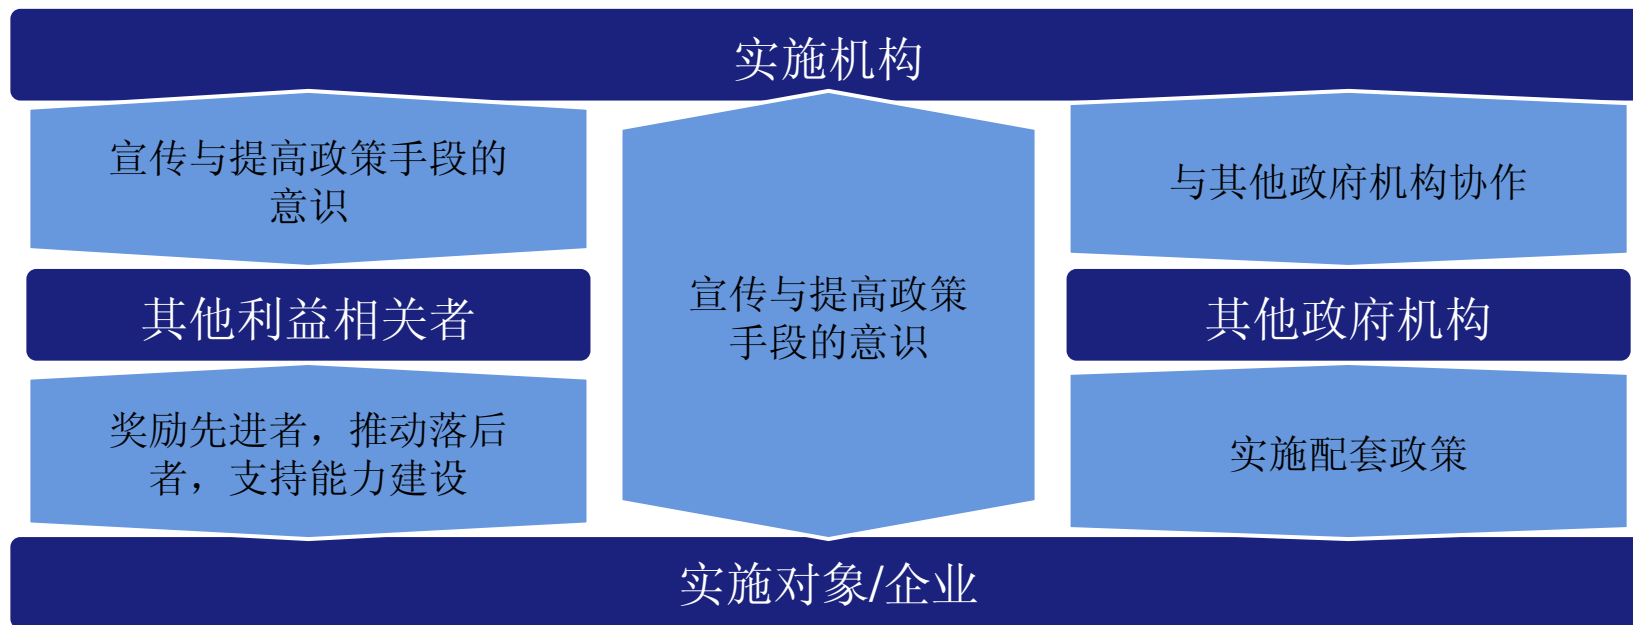 实施机构
宣传与提高政策手段的
意识
宣传与提高政策
手段的意识
与其他政府机构协作
其他利益相关者
其他政府机构
奖励先进者，推动落后
者，支持能力建设
实施配套政策
实施对象/企业